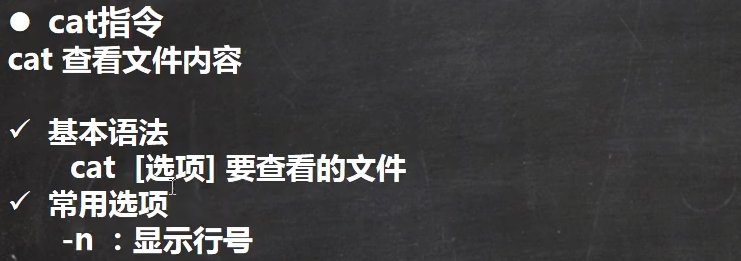 ● cat指令
cat 查看文件内容
✓ 基本语法
cat [选项] 要查看的文件
✓ 常用选项
-n ：显示行号